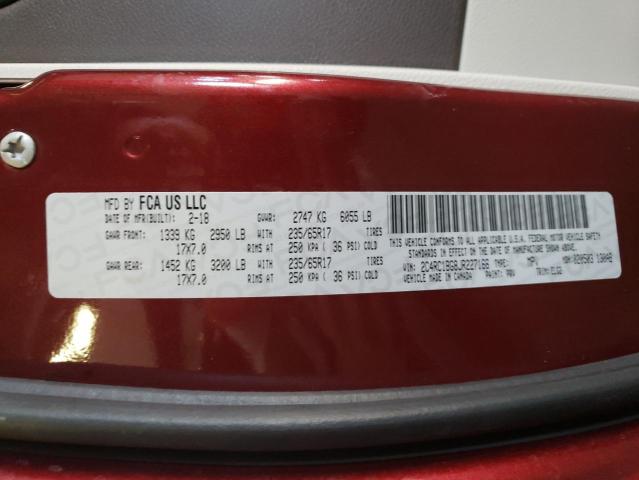 MFD BY FCA US LLC
DATE OF MFR(BUILT): 2-18 GVWR: 2747 KG 6055 LB
GAWR FRONT: 1339 KG 2950 LB WITH 235/65R17 TIRES
17X7.0 RIMS AT 250 KPA ( 36 PSI) COLD
GAWR REAR: 1452 KG 3200 LB WITH 235/65R17 TIRES
17X7.0 RIMS AT 250 KPA ( 36 PSI) COLD
THIS VEHICLE CONFORMS TO ALL APPLICABLE U.S.A. FEDERAL MOTOR VEHICLE SAFETY
STANDARDS IN EFFECT ON THE DATE OF MANUFACTURE SHOWN ABOVE.
VIN: 2C4RC1BG8JR227166 TYPE: MPV MDH: 020503 180AB
VEHICLE MADE IN CANADA PAINT: TRIM: